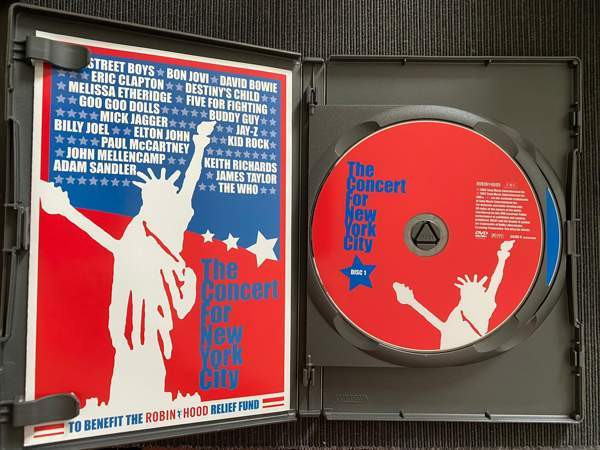 STREET BOYS ★ BON JOVI ★ DAVID BOWIE
ERIC CLAPTON ★ DESTINY'S CHILD
MELISSA ETHERIDGE ★ FIVE FOR FIGHTING
GOO GOO DOLLS ★ BUDDY GUY
MICK JAGGER ★ JAY-Z
BILLY JOEL ★ ELTON JOHN ★ KID ROCK
PAUL McCARTNEY
JOHN MELLENCAMP ★ KEITH RICHARDS
ADAM SANDLER ★ JAMES TAYLOR
THE WHO
The
Concert
For
New
York
City
TO BENEFIT THE ROBIN HOOD RELIEF FUND
The
Concert
For
New
York
City
DISC 1
DVD